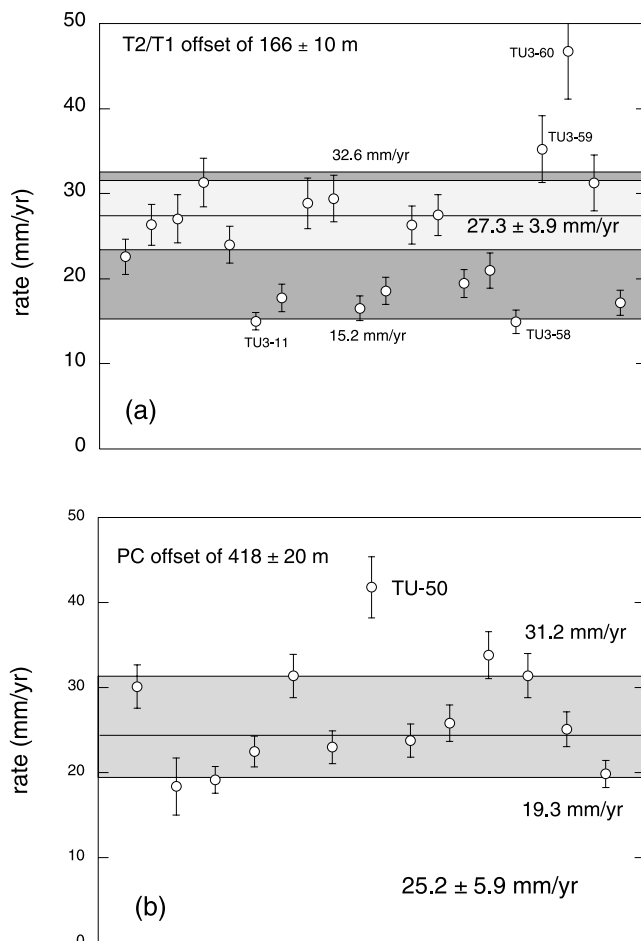 50
T2/T1 offset of 166 ± 10 m
TU3-60
40
TU3-59
32.6 mm/yr
30
27.3 ± 3.9 mm/yr
rate (mm/yr)
20
15.2 mm/yr
TU3-11
TU3-58
10
(a)
0
50
PC offset of 418 ± 20 m
TU-50
40
31.2 mm/yr
30
rate (mm/yr)
20
19.3 mm/yr
10
25.2 ± 5.9 mm/yr
(b)
0